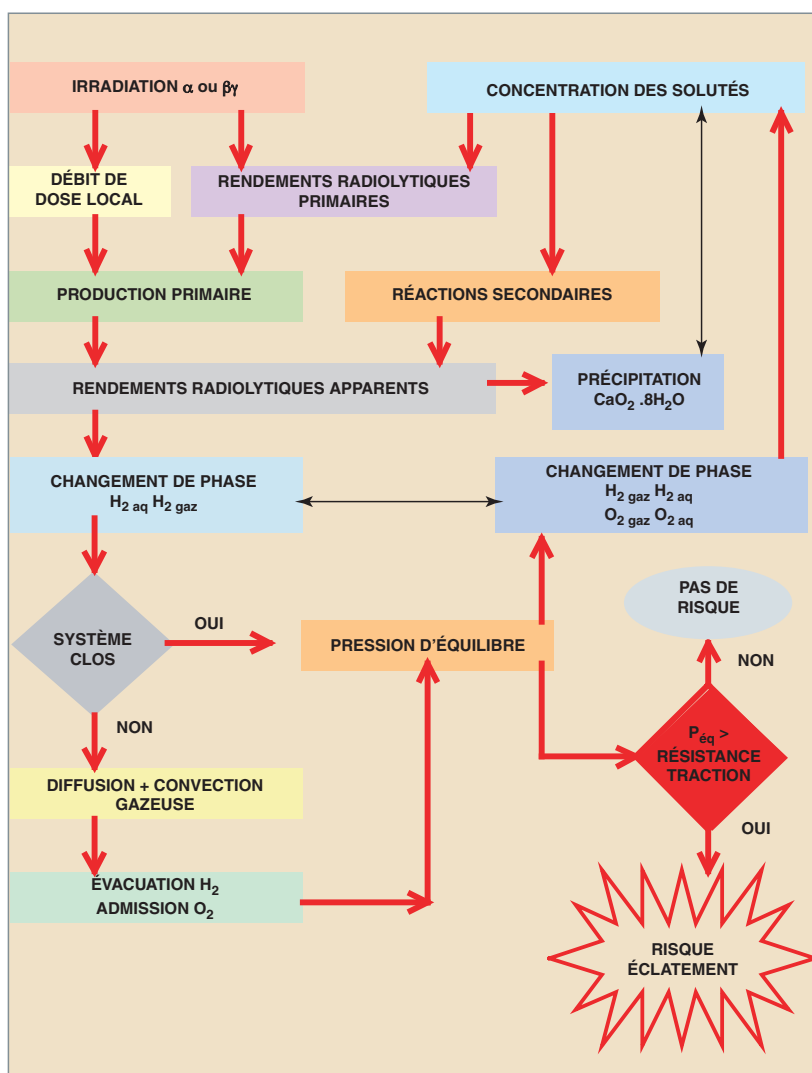 IRRADIATION α ou βγ
CONCENTRATION DES SOLUTÉS
DÉBIT DE
DOSE LOCAL
RENDEMENTS RADIOLYTIQUES
PRIMAIRES
PRODUCTION PRIMAIRE
RÉACTIONS SECONDAIRES
RENDEMENTS RADIOLYTIQUES APPARENTS
PRÉCIPITATION
CaO₂ .8H₂O
CHANGEMENT DE PHASE
H₂ aq H₂ gaz
CHANGEMENT DE PHASE
H₂ gaz H₂ aq
O₂ gaz O₂ aq
SYSTÈME
CLOS
OUI
PRESSION D'ÉQUILIBRE
PAS DE
RISQUE
NON
NON
Péq >
RÉSISTANCE
TRACTION
DIFFUSION + CONVECTION
GAZEUSE
OUI
ÉVACUATION H₂
ADMISSION O₂
RISQUE
ÉCLATEMENT